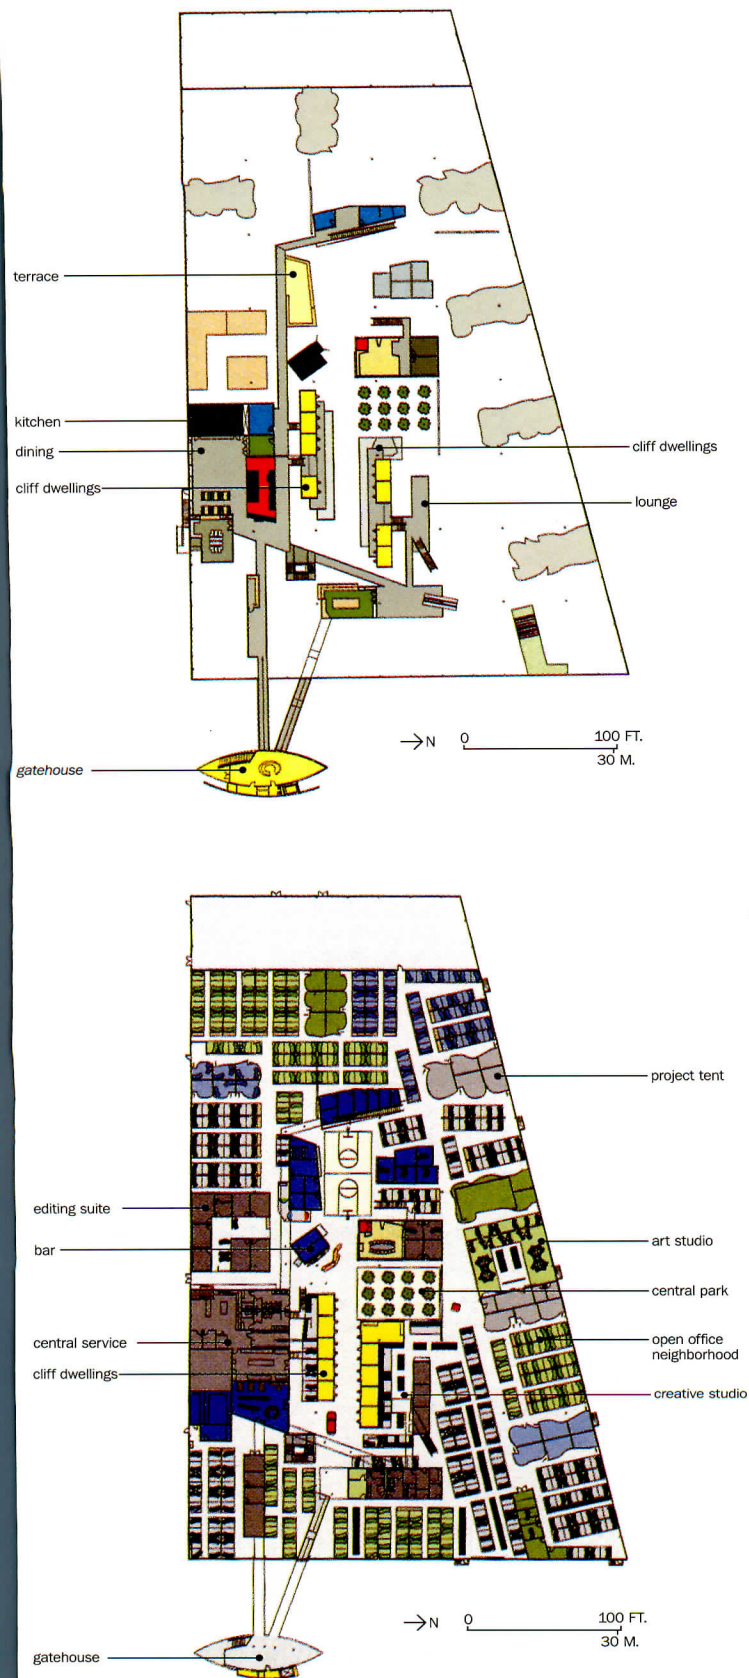 terrace
kitchen
dining
cliff dwellings
cliff dwellings
lounge
N
0
100 FT.
30 M.
gatehouse
project tent
editing suite
bar
art studio
central park
central service
open office
neighborhood
cliff dwellings
creative studio
N
0
100 FT.
30 M.
gatehouse